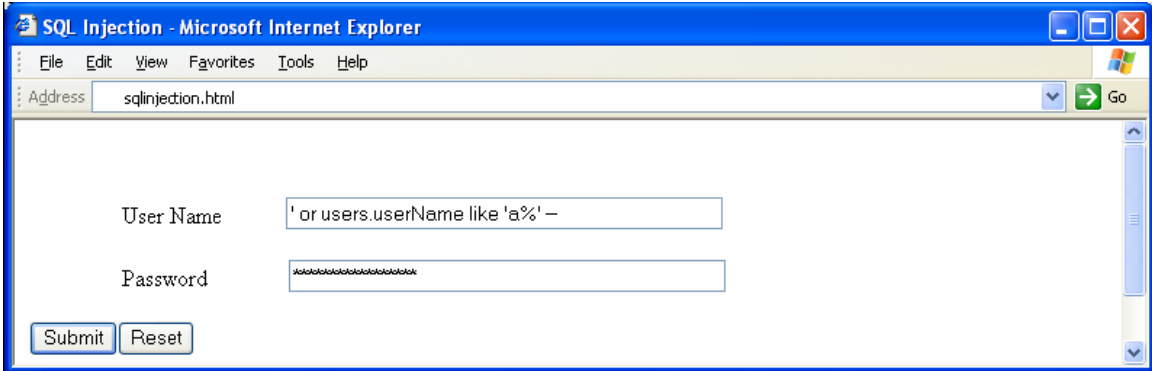 SQL Injection - Microsoft Internet Explorer
File Edit View Favorites Tools Help
Address sqlinjection.html Go
User Name ' or users.userName like 'a%' --
Password ********************
Submit Reset